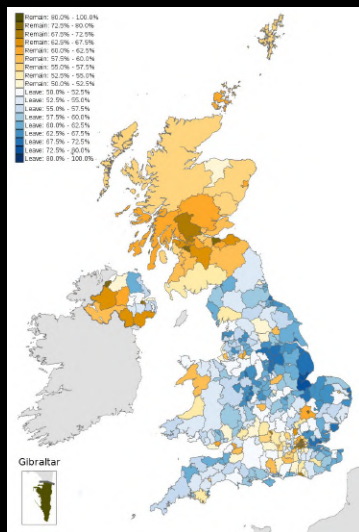 Remain: 80.0% - 100.0%
Remain: 72.5% - 80.0%
Remain: 67.5% - 72.5%
Remain: 62.5% - 67.5%
Remain: 60.0% - 62.5%
Remain: 57.5% - 60.0%
Remain: 55.0% - 57.5%
Remain: 52.5% - 55.0%
Remain: 50.0% - 52.5%
Leave: 50.0% - 52.5%
Leave: 52.5% - 55.0%
Leave: 55.0% - 57.5%
Leave: 57.5% - 60.0%
Leave: 60.0% - 62.5%
Leave: 62.5% - 67.5%
Leave: 67.5% - 72.5%
Leave: 72.5% - 80.0%
Leave: 80.0% - 100.0%
Gibraltar